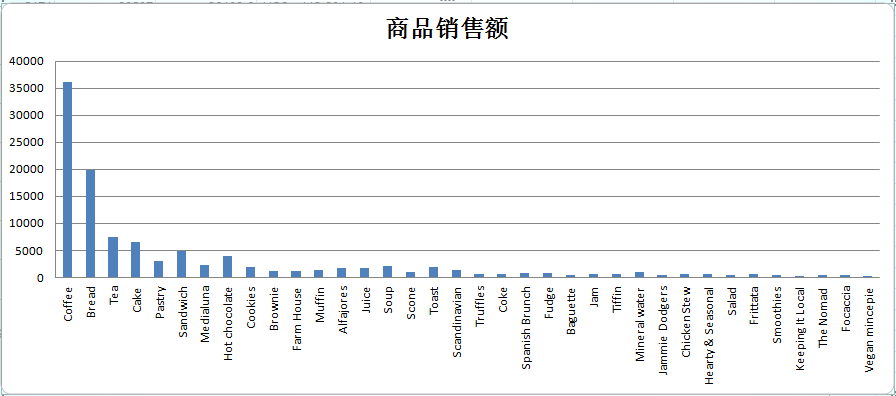 商品销售额
40000
35000
30000
25000
20000
15000
10000
5000
0
Coffee
Bread
Tea
Cake
Pastry
Sandwich
Medialuna
Hot chocolate
Cookies
Brownie
Farm House
Muffin
Alfajores
Juice
Soup
Scone
Toast
Scandinavian
Truffles
Coke
Spanish Brunch
Fudge
Baguette
Jam
Tiffin
Mineral water
Jammie Dodgers
Chicken Stew
Hearty & Seasonal
Salad
Frittata
Smoothies
Keeping It Local
The Nomad
Focaccia
Vegan mincepie